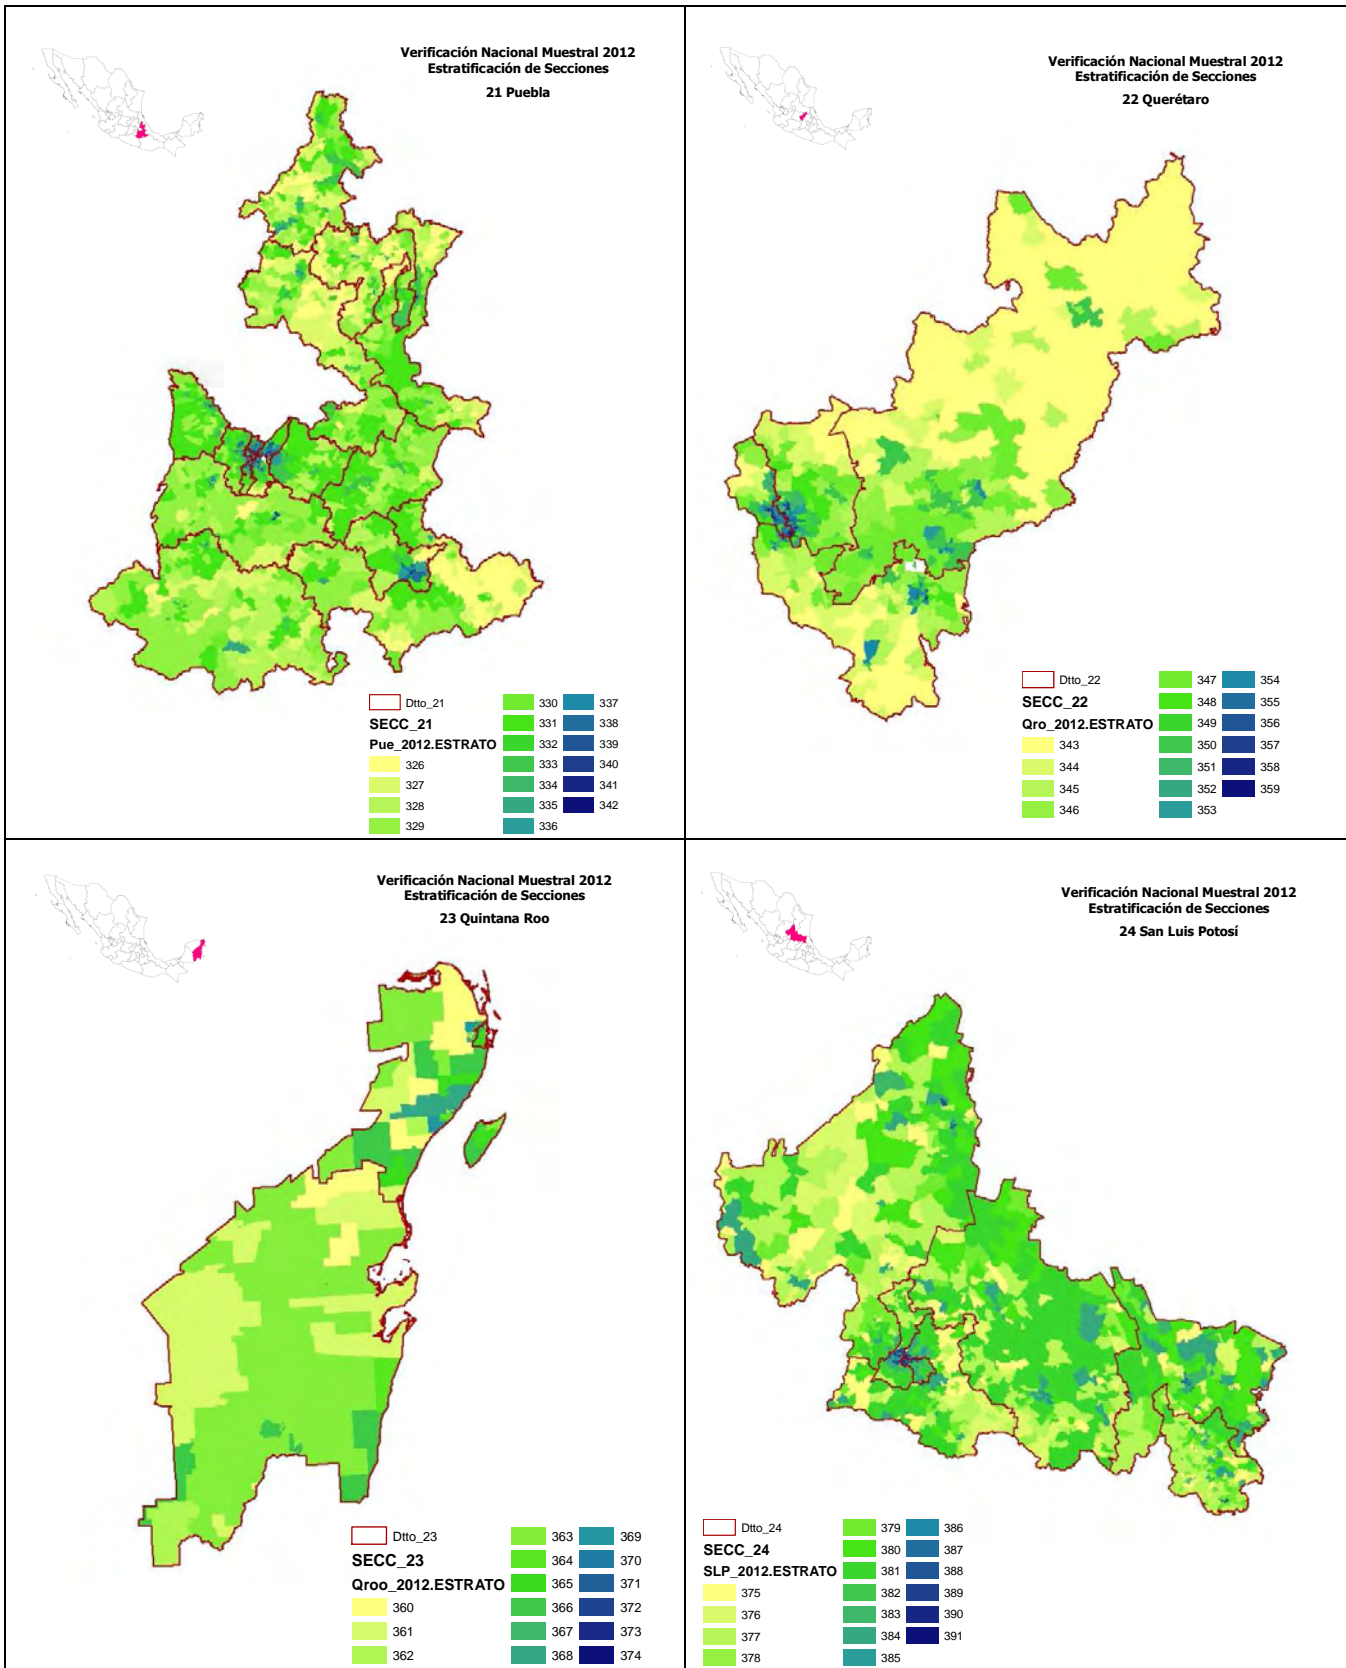 Verificación Nacional Muestral 2012
Estratificación de Secciones
21 Puebla
Dtto_21
SECC_21
Pue_2012.ESTRATO
326
327
328
329
330
331
332
333
334
335
336
337
338
339
340
341
342
Verificación Nacional Muestral 2012
Estratificación de Secciones
22 Querétaro
Dtto_22
SECC_22
Qro_2012.ESTRATO
343
344
345
346
347
348
349
350
351
352
353
354
355
356
357
358
359
Verificación Nacional Muestral 2012
Estratificación de Secciones
23 Quintana Roo
Dtto_23
SECC_23
Qroo_2012.ESTRATO
360
361
362
363
364
365
366
367
368
369
370
371
372
373
374
Verificación Nacional Muestral 2012
Estratificación de Secciones
24 San Luis Potosí
Dtto_24
SECC_24
SLP_2012.ESTRATO
375
376
377
378
379
380
381
382
383
384
385
386
387
388
389
390
391